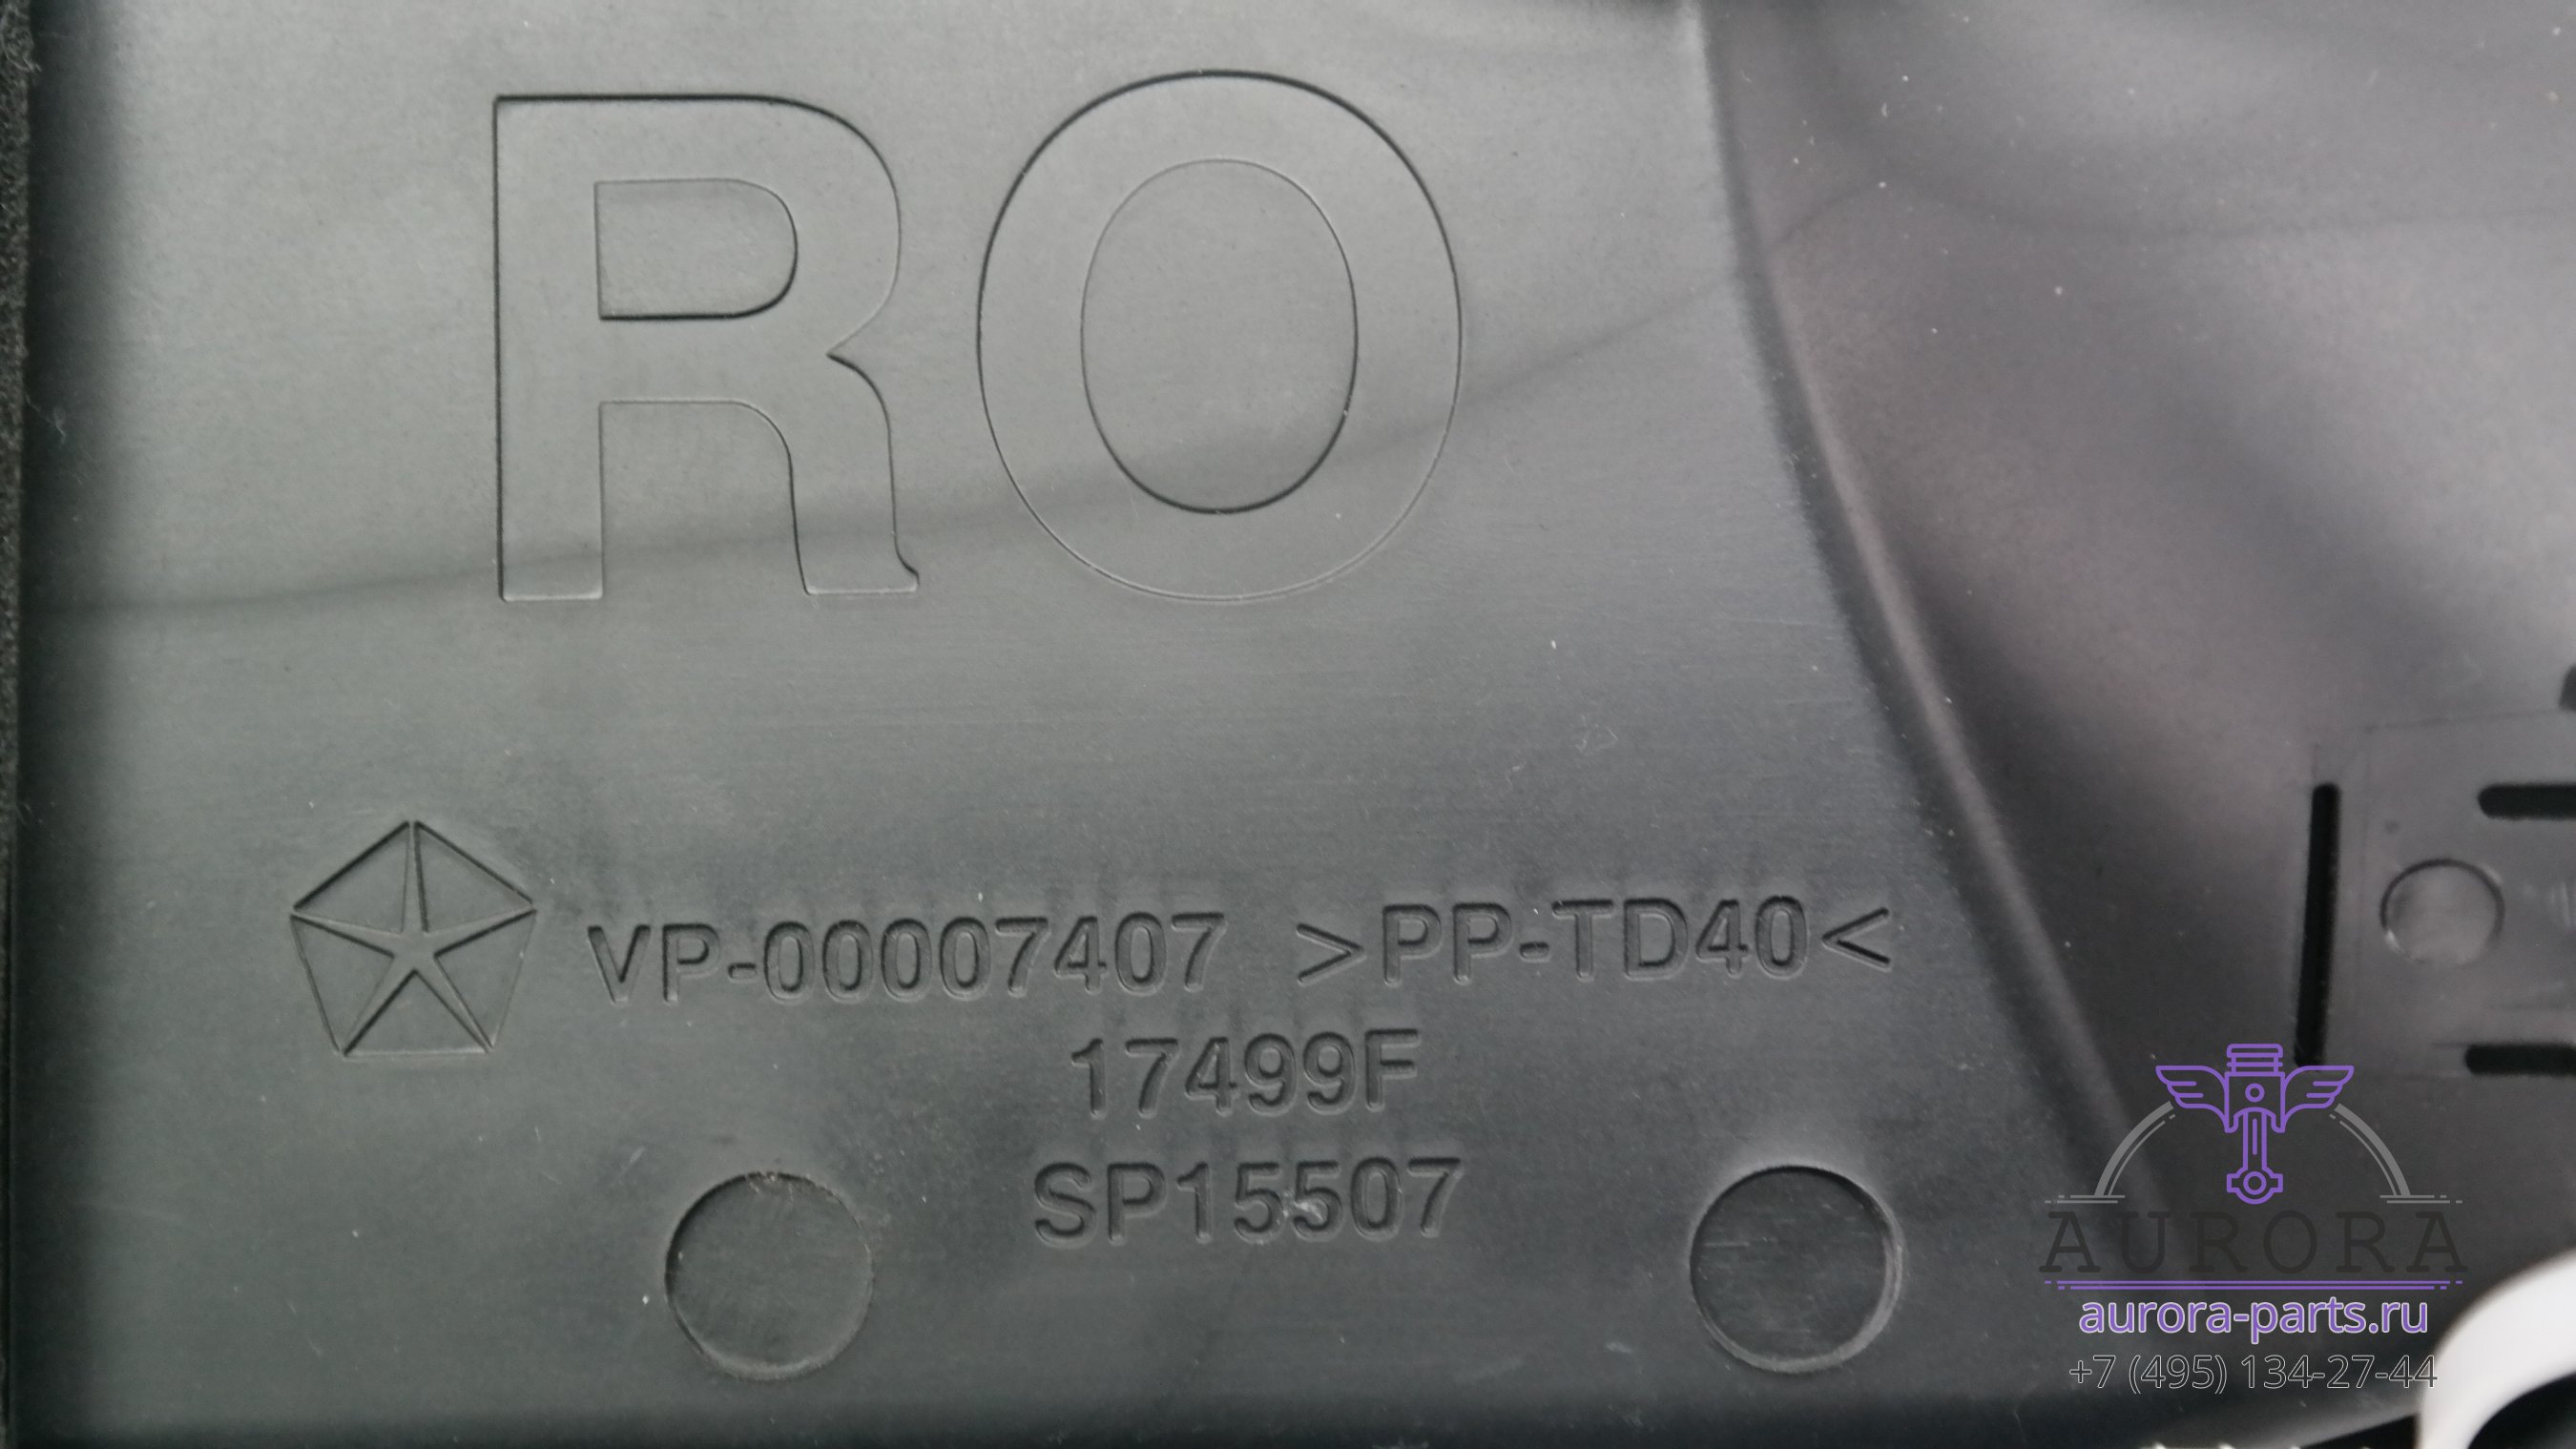 RO
VP-00007407 >PP-TD40<
17499F
SP15507
AURORA
aurora-parts.ru
+7 (495) 134-27-44